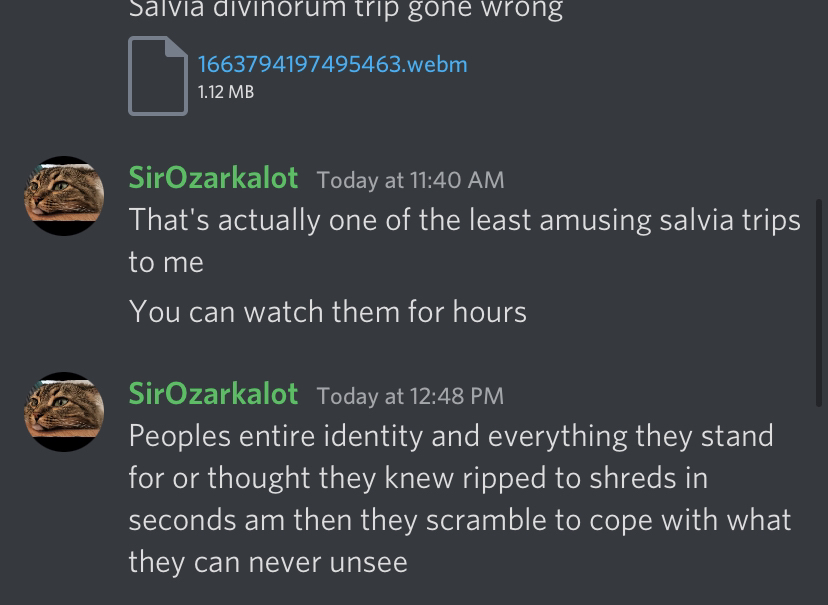 Salvia divinorum trip gone wrong
1663794197495463.webm
1.12 MB
SirOzarkalot Today at 11:40 AM
That's actually one of the least amusing salvia trips
to me
You can watch them for hours
SirOzarkalot Today at 12:48 PM
Peoples entire identity and everything they stand
for or thought they knew ripped to shreds in
seconds am then they scramble to cope with what
they can never unsee